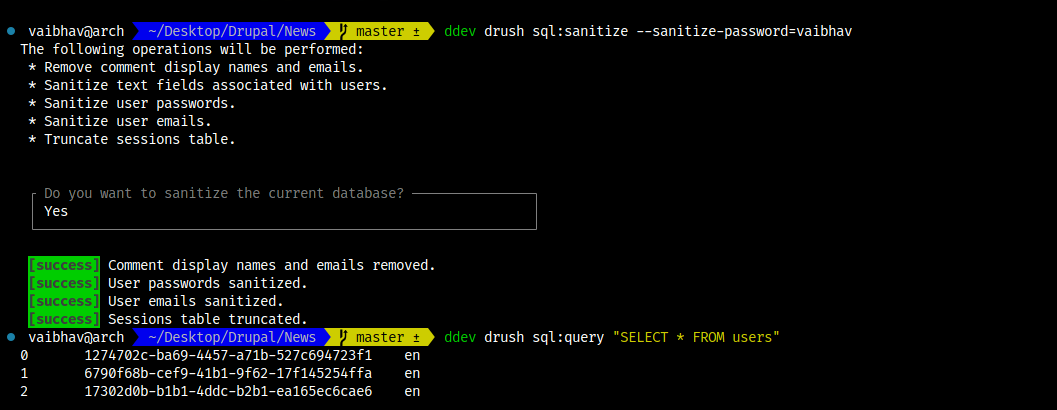 vaibhav@arch ~/Desktop/Drupal/News master ± ddev drush sql:sanitize --sanitize-password=vaibhav
The following operations will be performed:
* Remove comment display names and emails.
* Sanitize text fields associated with users.
* Sanitize user passwords.
* Sanitize user emails.
* Truncate sessions table.
Do you want to sanitize the current database?
Yes
[success] Comment display names and emails removed.
[success] User passwords sanitized.
[success] User emails sanitized.
[success] Sessions table truncated.
vaibhav@arch ~/Desktop/Drupal/News master ± ddev drush sql:query "SELECT * FROM users"
0 1274702c-ba69-4457-a71b-527c694723f1 en
1 6790f68b-cef9-41b1-9f62-17f145254ffa en
2 17302d0b-b1b1-4ddc-b2b1-ea165ec6cae6 en